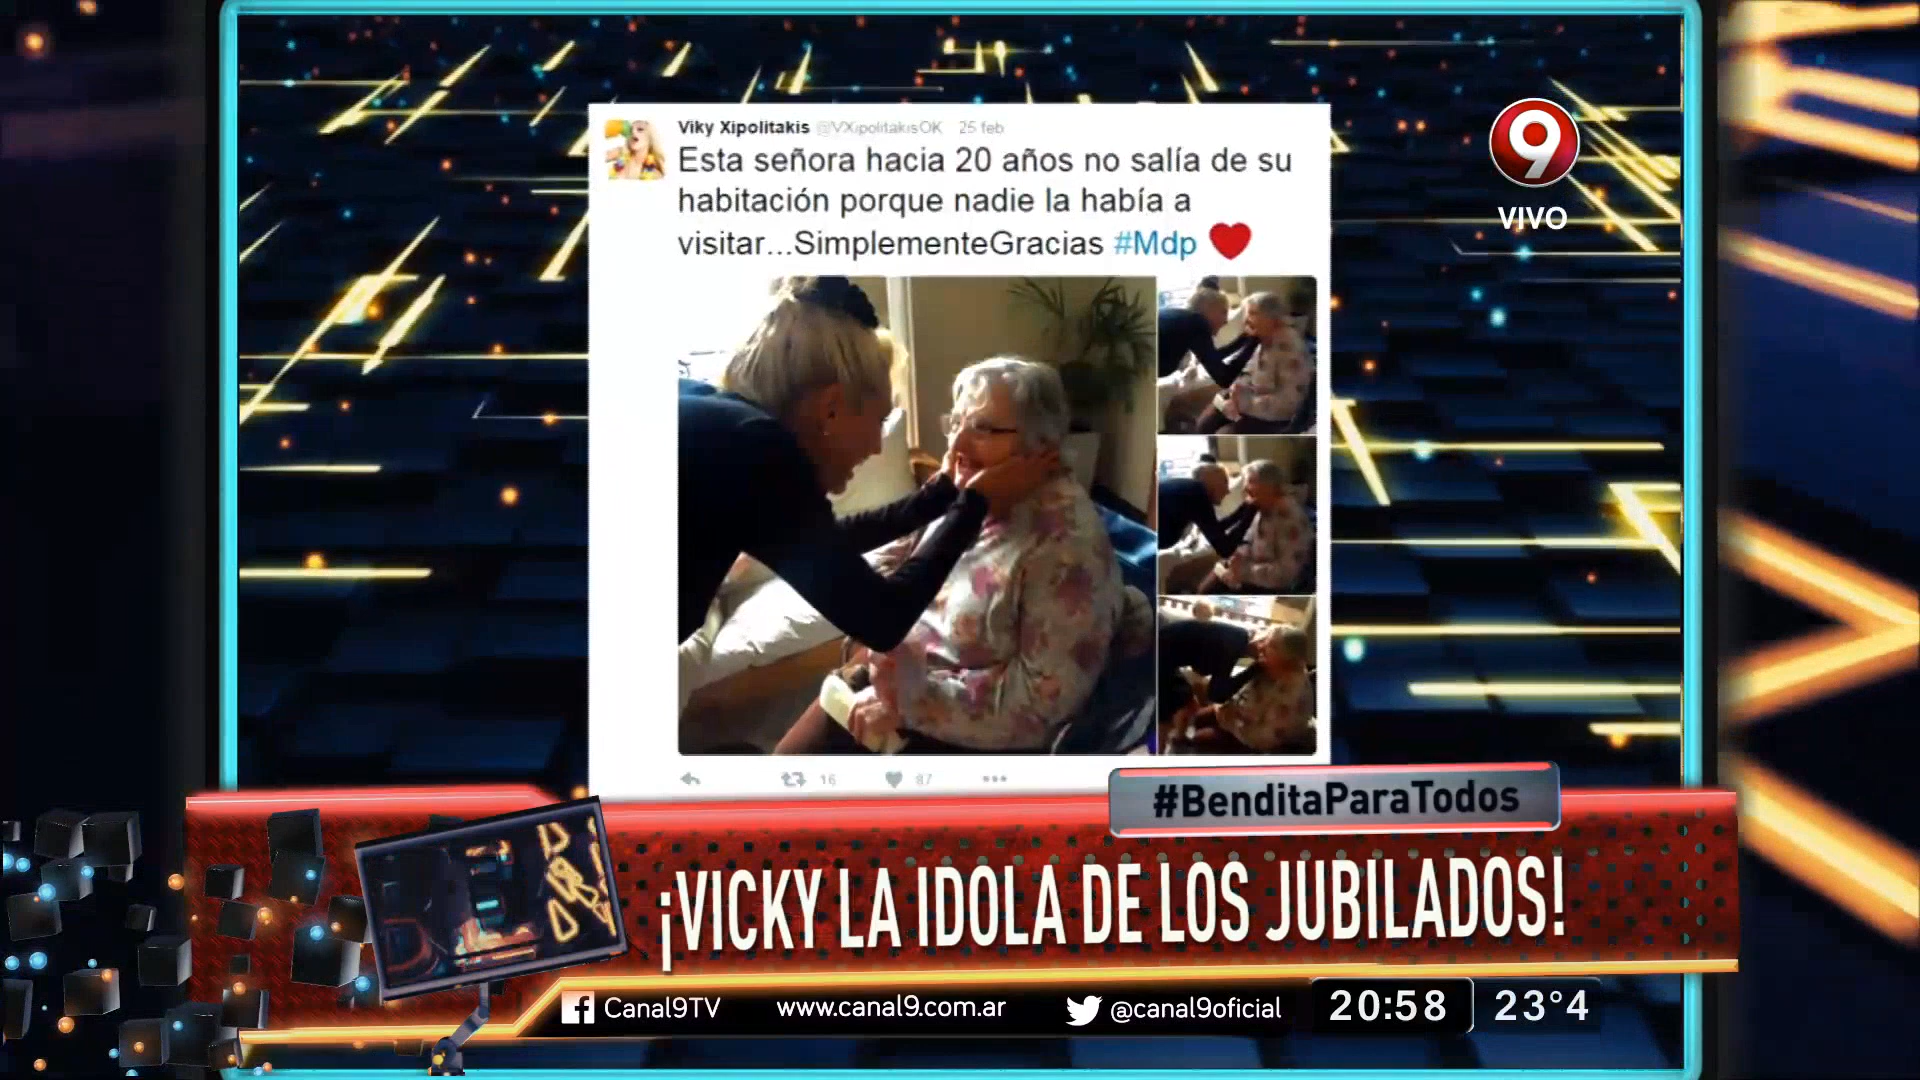 Viky Xipolitakis @VXipolitakisOK 25 feb
Esta señora hacia 20 años no salía de su
habitación porque nadie la había a
visitar...SimplementeGracias #Mdp
9
VIVO
16 87
#BenditaParaTodos
¡VICKY LA IDOLA DE LOS JUBILADOS!
Canal9TV www.canal9.com.ar @canal9oficial 20:58 23°4